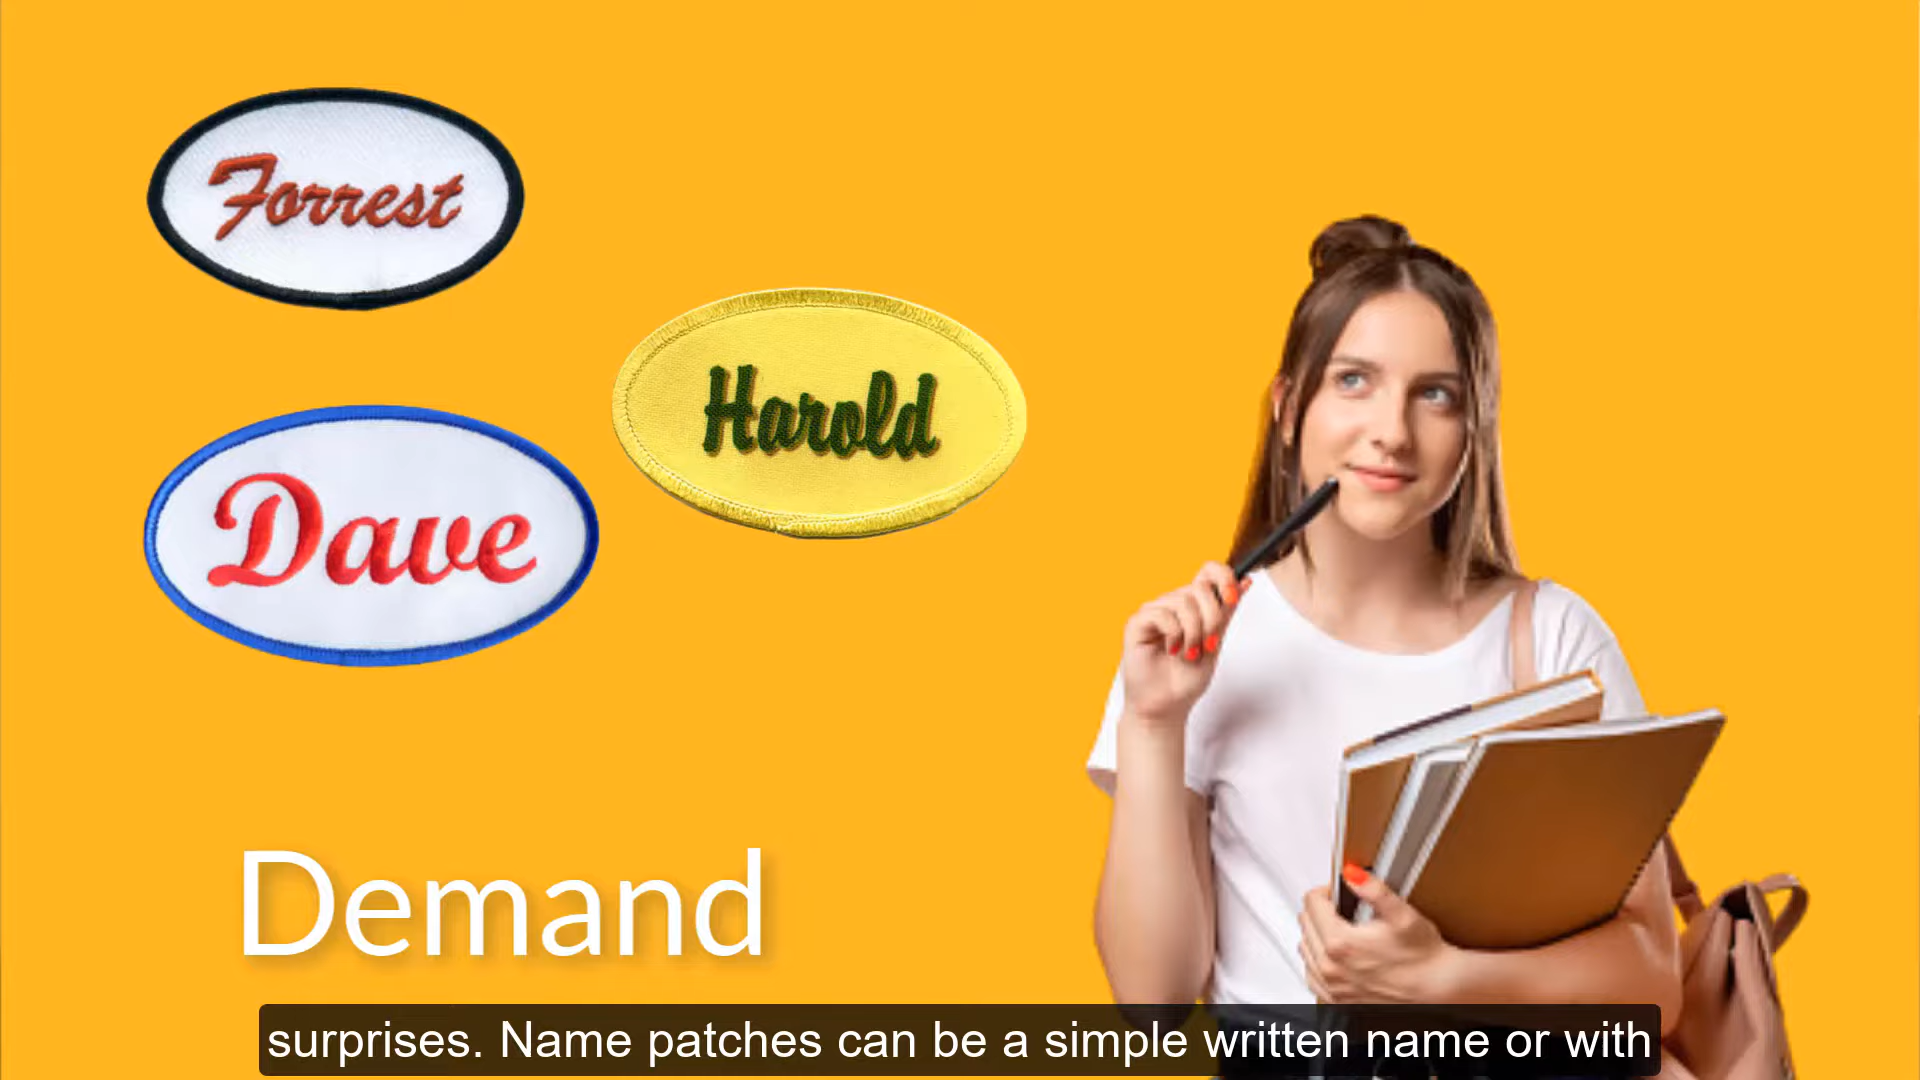 Forrest
Harold
Dave
Demand
surprises. Name patches can be a simple written name or with